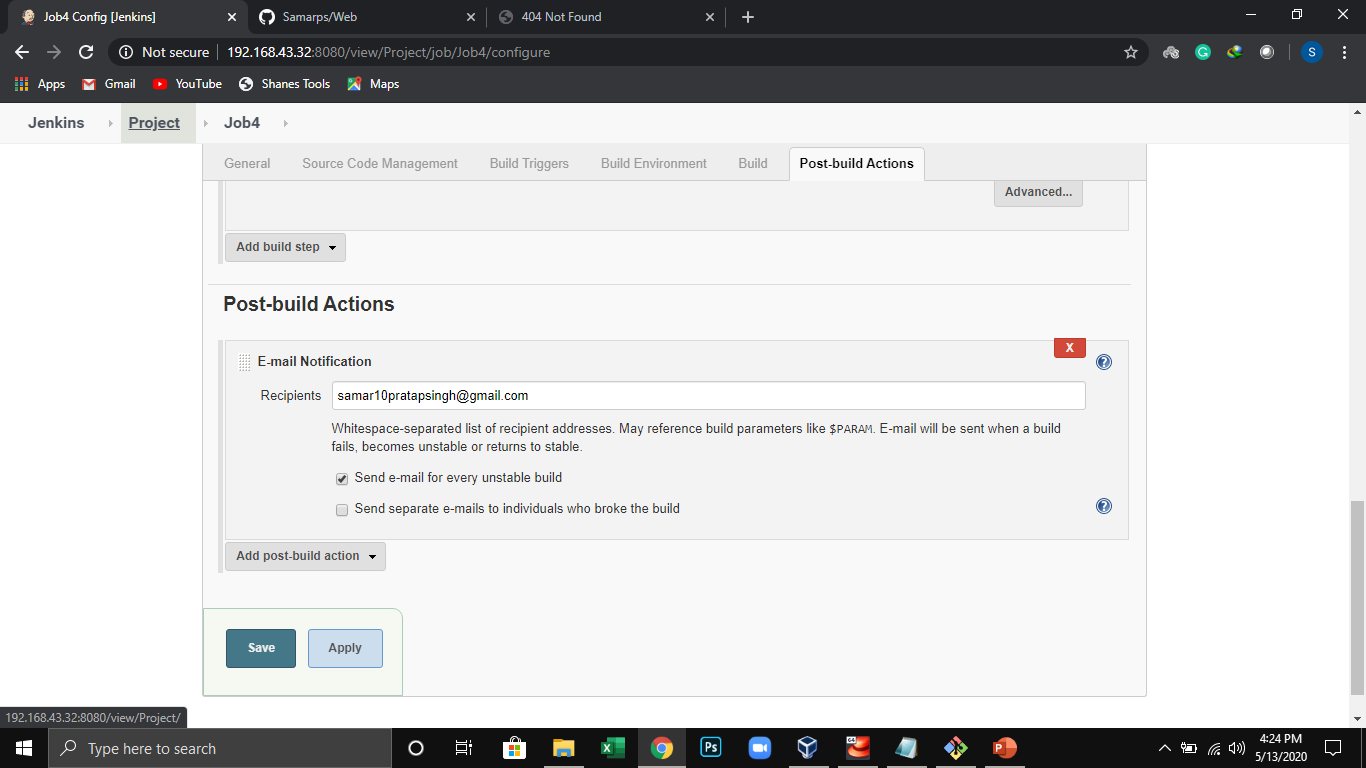 Job4 Config [Jenkins]
Samarps/Web
404 Not Found
Not secure
192.168.43.32:8080/view/Project/job/Job4/configure
S
Apps
Gmail
YouTube
Shanes Tools
Maps
Jenkins
Project
Job4
General
Source Code Management
Build Triggers
Build Environment
Build
Post-build Actions
Advanced...
Add build step
Post-build Actions
X
E-mail Notification
?
Recipients
samar10pratapsingh@gmail.com
Whitespace-separated list of recipient addresses. May reference build parameters like $PARAM. E-mail will be sent when a build
fails, becomes unstable or returns to stable.
Send e-mail for every unstable build
Send separate e-mails to individuals who broke the build
?
Add post-build action
Save
Apply
192.168.43.32:8080/view/Project/
Type here to search
Ps
64
4:24 PM
5/13/2020